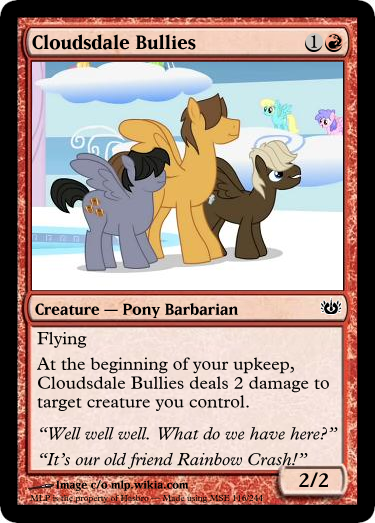 Cloudsdale Bullies 1
Creature — Pony Barbarian
Flying
At the beginning of your upkeep,
Cloudsdale Bullies deals 2 damage to
target creature you control.
“Well well well. What do we have here?”
“It’s our old friend Rainbow Crash!”
2/2
Image c/o mlp.wikia.com
MLP is the property of Hasbro — Made using MSE 116/244